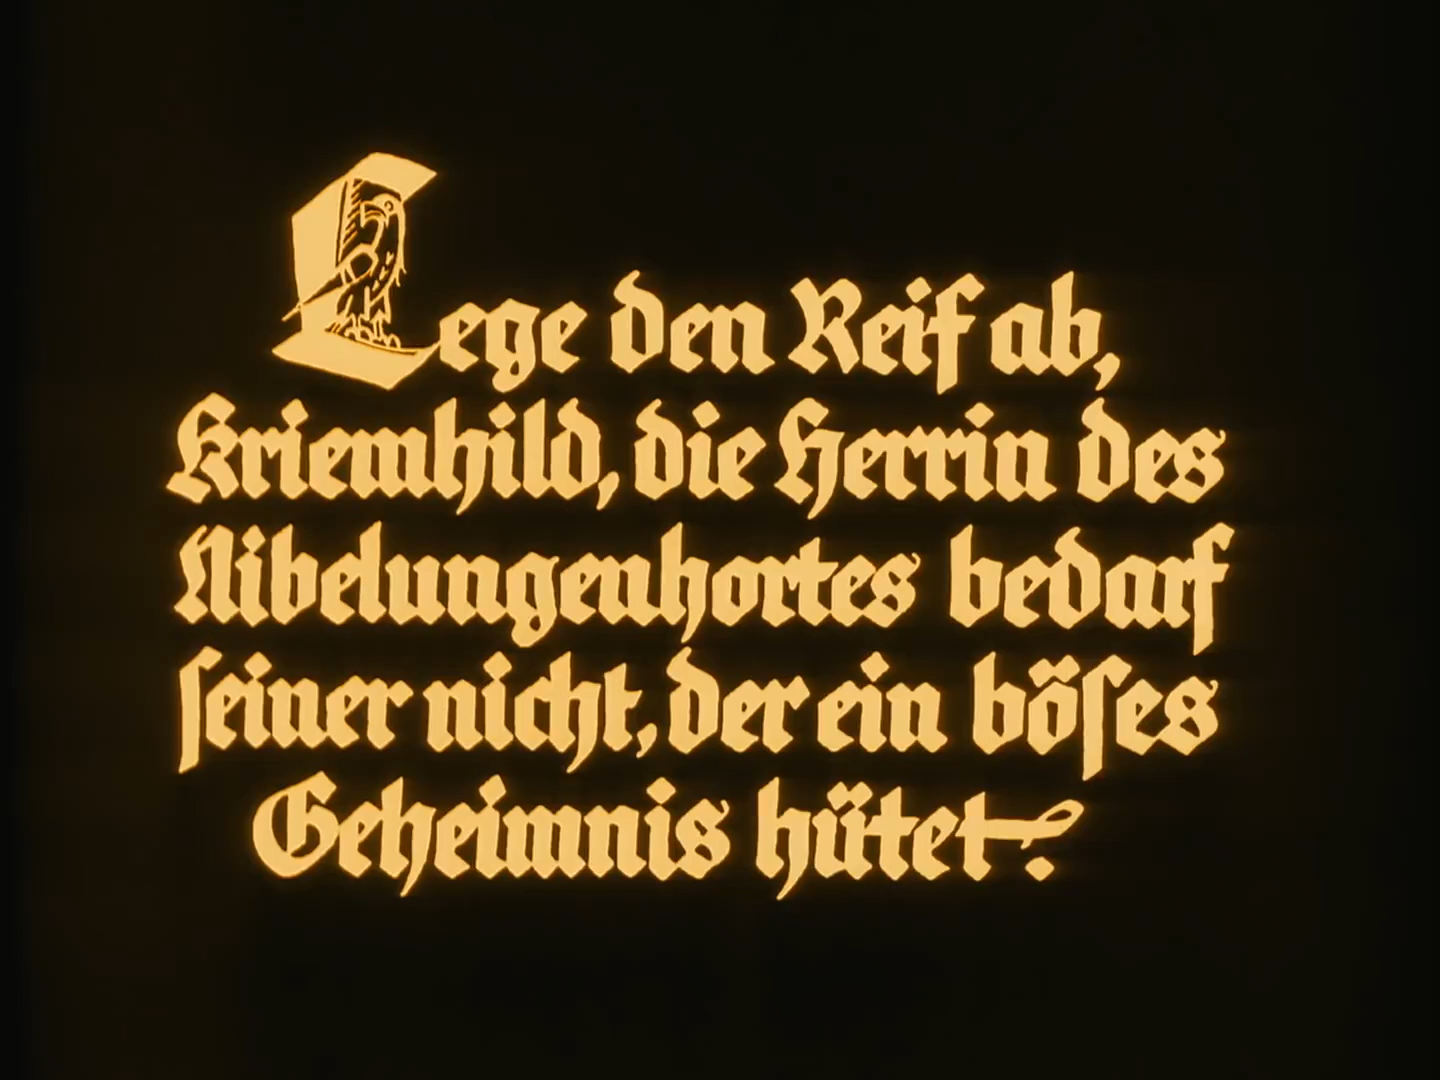 Lege den Reif ab,
Kriemhild, die Herrin des
Nibelungenhortes bedarf
ſeiner nicht, der ein böſes
Geheimnis hütet.